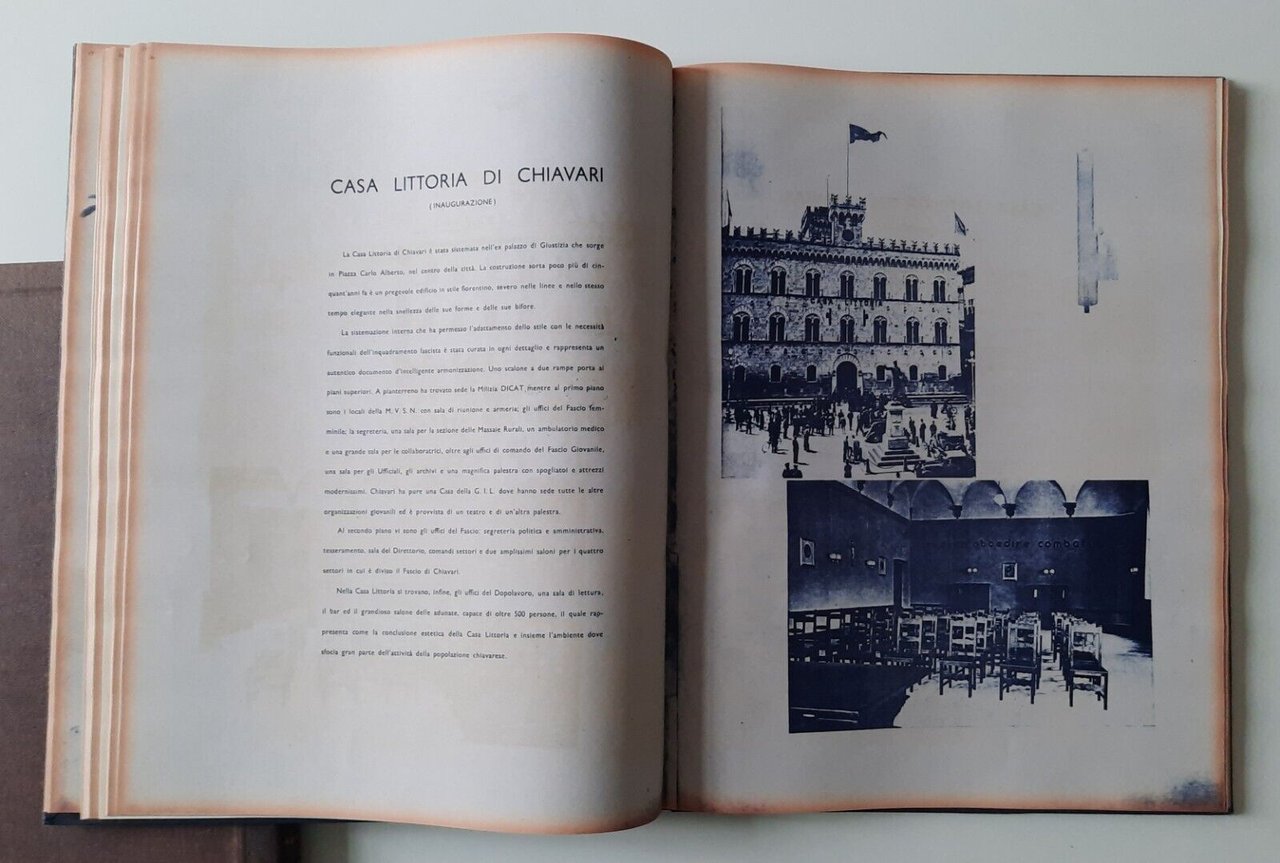 CASA LITTORIA DI CHIAVARI
(INAUGURAZIONE)
La Casa Littoria di Chiavari è stata sistemata nell'ex palazzo di Giustizia che sorge
in Piazza Carlo Alberto, nel centro della città. La costruzione sorta poco più di cin-
quant'anni fa è un pregevole edificio in stile fiorentino, severo nelle linee e nello stesso
tempo elegante nella snellezza delle sue forme e delle sue bifore.
La sistemazione interna che ha permesso l'adattamento dello stile con le necessità
funzionali dell'inquadramento fascista è stata curata in ogni dettaglio e rappresenta un
autentico documento d'intelligente armonizzazione. Uno scalone a due rampe porta ai
piani superiori. A pianterreno ha trovato sede la Milizia DICAT mentre al primo piano
sono i locali della M. V. S. N. con sala di riunione e armeria; gli uffici del Fascio fem-
minile; la segreteria, una sala per la sezione delle Massaie Rurali, un ambulatorio medico
e una grande sala per le collaboratrici, oltre agli uffici di comando del Fascio Giovanile,
una sala per gli Ufficiali, gli archivi e una magnifica palestra con spogliatoi e attrezzi
modernissimi. Chiavari ha pure una Casa della G. I. L. dove hanno sede tutte le altre
organizzazioni giovanili ed è provvista di un teatro e di un'altra palestra.
Al secondo piano vi sono gli uffici del Fascio: segreteria politica e amministrativa,
tesseramento, sala del Direttorio, comandi settori e due amplissimi saloni per i quattro
settori in cui è diviso il Fascio di Chiavari.
Nella Casa Littoria si trovano, infine, gli uffici del Dopolavoro, una sala di lettura,
il bar ed il grandioso salone delle adunate, capace di oltre 500 persone, il quale rap-
presenta come la conclusione estetica della Casa Littoria e insieme l'ambiente dove
sfocia gran parte dell'attività della popolazione chiavarese.
CASA LITTORIA
obbedire